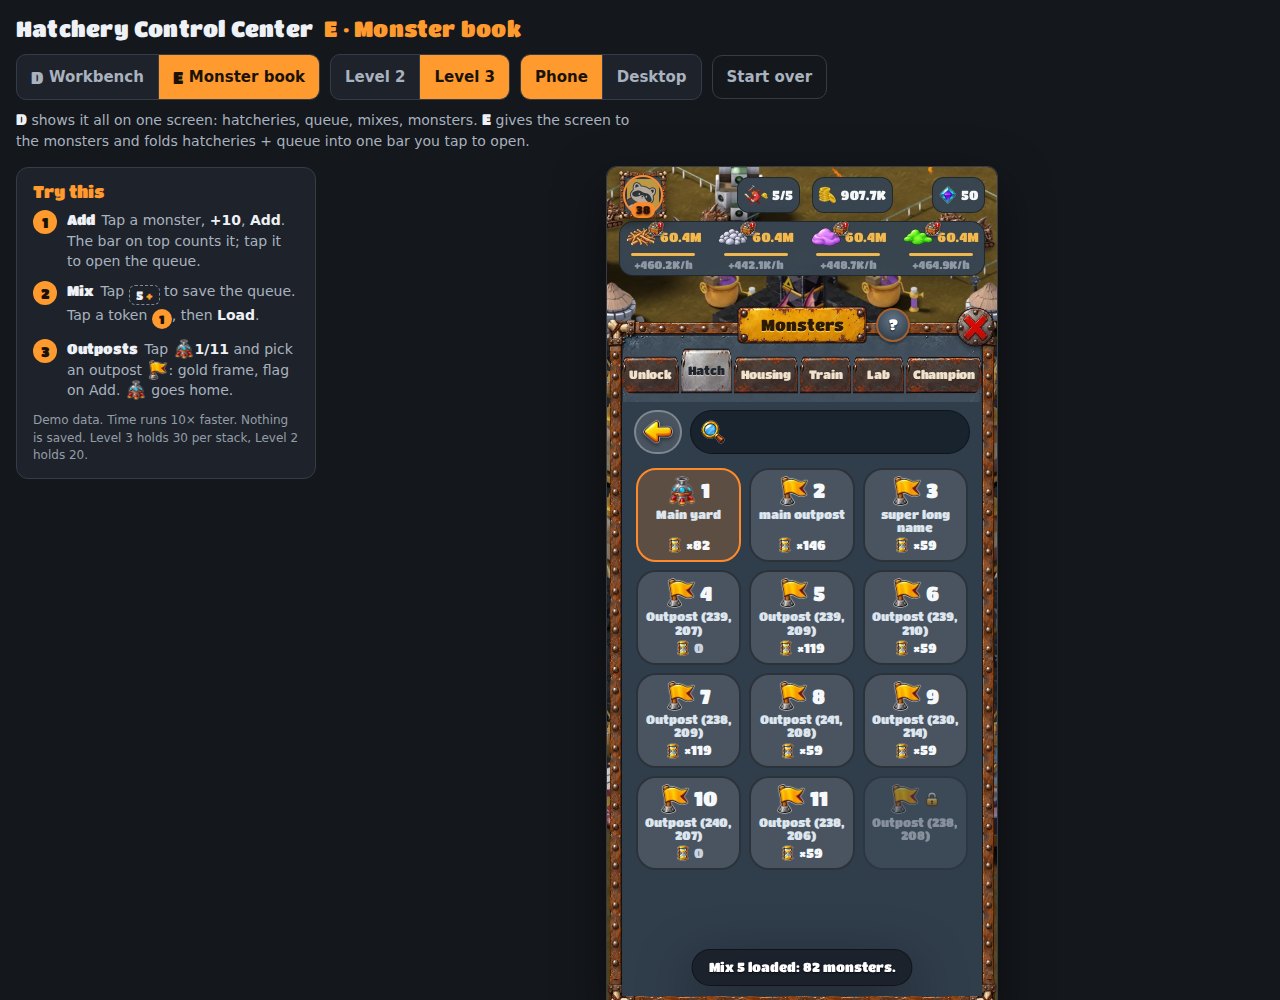 Hatchery Control Center E · Monster book
D Workbench E Monster book Level 2 Level 3 Phone Desktop Start over
D shows it all on one screen: hatcheries, queue, mixes, monsters. E gives the screen to
the monsters and folds hatcheries + queue into one bar you tap to open.
Try this
1 Add Tap a monster, +10, Add.
The bar on top counts it; tap it
to open the queue.
2 Mix Tap 5 + to save the queue.
Tap a token 1, then Load.
3 Outposts Tap 1/11 and pick
an outpost : gold frame, flag
on Add. goes home.
Demo data. Time runs 10× faster. Nothing
is saved. Level 3 holds 30 per stack, Level 2
holds 20.
30 5/5 907.7K 50
60.4M 60.4M 60.4M 60.4M
+460.2K/h +442.1K/h +448.7K/h +464.9K/h
Monsters ?
Unlock Hatch Housing Train Lab Champion
1 2 3
Main yard main outpost super long
name
×82 ×146 ×59
4 5 6
Outpost (239, Outpost (239, Outpost (239,
207) 209) 210)
0 ×119 ×59
7 8 9
Outpost (238, Outpost (241, Outpost (230,
209) 208) 214)
×119 ×59 ×59
10 11
Outpost (240, Outpost (238, Outpost (238,
207) 206) 208)
0 ×59
Mix 5 loaded: 82 monsters.